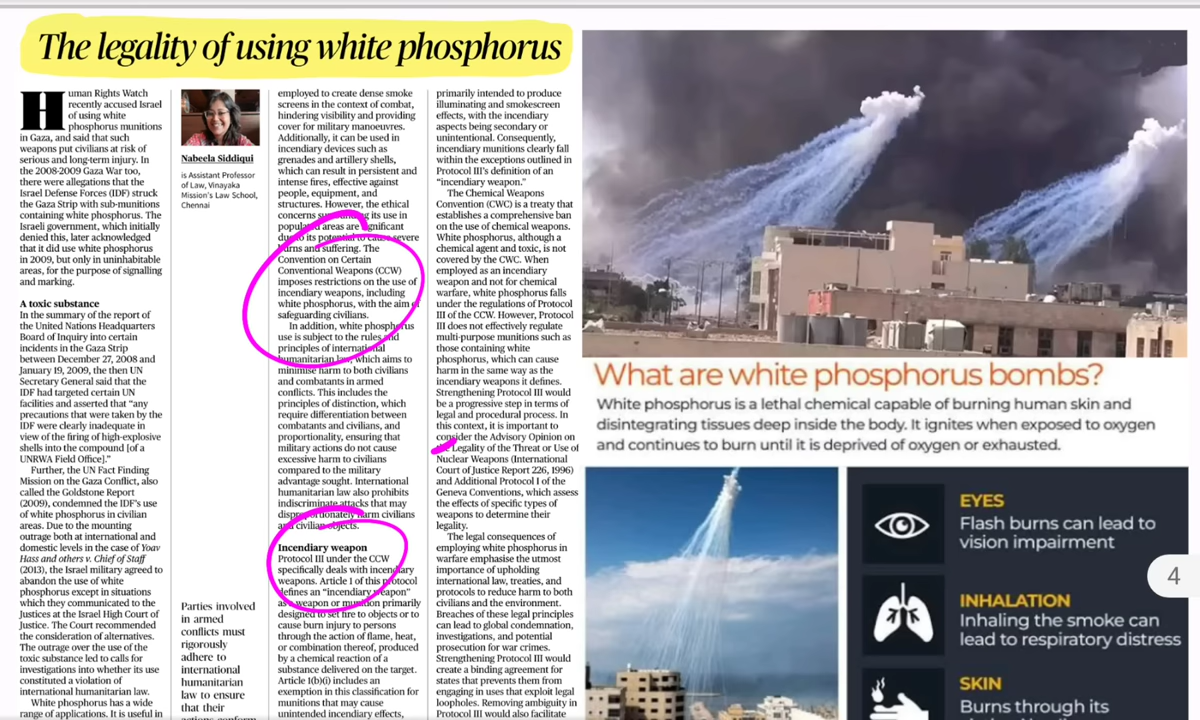 The legality of using white phosphorus
Human Rights Watch
recently accused Israel
of using white
phosphorus munitions
in Gaza, and said that such
weapons put civilians at risk of
serious and long-term injury. In
the 2008-2009 Gaza War too,
there were allegations that the
Israel Defense Forces (IDF) struck
the Gaza Strip with sub-munitions
containing white phosphorus. The
Israeli government, which initially
denied this, later acknowledged
that it did use white phosphorus
in 2009, but only in uninhabitable
areas, for the purpose of signalling
and marking.
A toxic substance
In the summary of the report of
the United Nations Headquarters
Board of Inquiry into certain
incidents in the Gaza Strip
between December 27, 2008 and
January 19, 2009, the then UN
Secretary General said that the
IDF had targeted certain UN
facilities and asserted that “any
precautions that were taken by the
IDF were clearly inadequate in
view of the firing of high-explosive
shells into the compound [of a
UNRWA Field Office].”
Further, the UN Fact Finding
Mission on the Gaza Conflict, also
called the Goldstone Report
(2009), condemned the IDF’s use
of white phosphorus in civilian
areas. Due to the mounting
outrage both at international and
domestic levels in the case of Yoav
Hass and others v. Chief of Staff
(2013), the Israel military agreed to
abandon the use of white
phosphorus except in situations
which they communicated to the
Justices at the Israel High Court of
Justice. The Court recommended
the consideration of alternatives.
The outrage over the use of the
toxic substance led to calls for
investigations into whether its use
constituted a violation of
international humanitarian law.
White phosphorus has a wide
range of applications. It is useful in
Nabeela Siddiqui
is Assistant Professor
of Law, Vinayaka
Mission's Law School,
Chennai
Parties involved
in armed
conflicts must
rigorously
adhere to
international
humanitarian
law to ensure
that their
employed to create dense smoke
screens in the context of combat,
hindering visibility and providing
cover for military manoeuvres.
Additionally, it can be used in
incendiary devices such as
grenades and artillery shells,
which can result in persistent and
intense fires, effective against
people, equipment, and
structures. However, the ethical
concerns surrounding its use in
populated areas are significant
due to its potential to cause severe
burns and suffering. The
Convention on Certain
Conventional Weapons (CCW)
imposes restrictions on the use of
incendiary weapons, including
white phosphorus, with the aim of
safeguarding civilians.
In addition, white phosphorus
use is subject to the rules and
principles of international
humanitarian law, which aims to
minimise harm to both civilians
and combatants in armed
conflicts. This includes the
principles of distinction, which
require differentiation between
combatants and civilians, and
proportionality, ensuring that
military actions do not cause
excessive harm to civilians
compared to the military
advantage sought. International
humanitarian law also prohibits
indiscriminate attacks that may
disproportionately harm civilians
and civilian objects.
Incendiary weapon
Protocol III under the CCW
specifically deals with incendiary
weapons. Article I of this protocol
defines an “incendiary weapon”
as a weapon or munition primarily
designed to set fire to objects or to
cause burn injury to persons
through the action of flame, heat,
or combination thereof, produced
by a chemical reaction of a
substance delivered on the target.
Article 1(b)(i) includes an
exemption in this classification for
munitions that may cause
unintended incendiary effects,
primarily intended to produce
illuminating and smokescreen
effects, with the incendiary
aspects being secondary or
unintentional. Consequently,
incendiary munitions clearly fall
within the exceptions outlined in
Protocol III’s definition of an
“incendiary weapon.”
The Chemical Weapons
Convention (CWC) is a treaty that
establishes a comprehensive ban
on the use of chemical weapons.
White phosphorus, although a
chemical agent and toxic, is not
covered by the CWC. When
employed as an incendiary
weapon and not for chemical
warfare, white phosphorus falls
under the regulations of Protocol
III of the CCW. However, Protocol
III does not effectively regulate
multi-purpose munitions such as
those containing white
phosphorus, which can cause
harm in the same way as the
incendiary weapons it defines.
Strengthening Protocol III would
be a progressive step in terms of
legal and procedural process. In
this context, it is important to
consider the Advisory Opinion on
the Legality of the Threat or Use of
Nuclear Weapons (International
Court of Justice Report 226, 1996)
and Additional Protocol I of the
Geneva Conventions, which assess
the effects of specific types of
weapons to determine their
legality.
The legal consequences of
employing white phosphorus in
warfare emphasise the utmost
importance of upholding
international law, treaties, and
protocols to reduce harm to both
civilians and the environment.
Breaches of these legal principles
can lead to global condemnation,
investigations, and potential
prosecution for war crimes.
Strengthening Protocol III would
create a binding agreement for
states that prevents them from
engaging in uses that exploit legal
loopholes. Removing ambiguity in
Protocol III would also facilitate
What are white phosphorus bombs?
White phosphorus is a lethal chemical capable of burning human skin and
disintegrating tissues deep inside the body. It ignites when exposed to oxygen
and continues to burn until it is deprived of oxygen or exhausted.
EYES
Flash burns can lead to
vision impairment
INHALATION
Inhaling the smoke can
lead to respiratory distress
SKIN
Burns through its
4